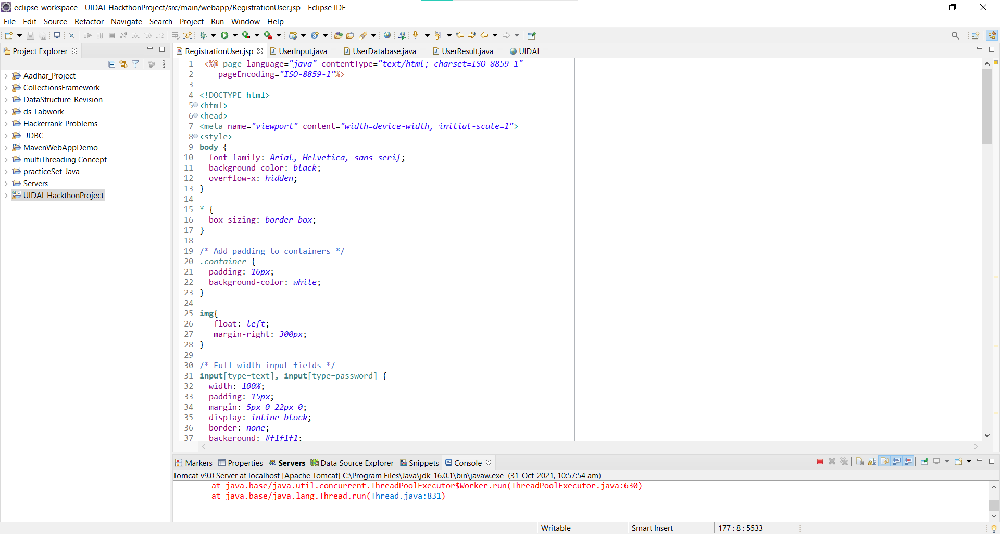 eclipse-workspace - UIDAI_HackthonProject/src/main/webapp/RegistrationUser.jsp - Eclipse IDE
File Edit Source Refactor Navigate Search Project Run Window Help
Project Explorer
RegistrationUser.jsp UserInput.java UserDatabase.java UserResult.java UIDAI
Aadhar_Project
CollectionsFramework
DataStructure_Revision
ds_Labwork
Hackerrank_Problems
JDBC
MavenWebAppDemo
multiThreading Concept
practiceSet_Java
Servers
UIDAI_HackthonProject
1 <%@ page language="java" contentType="text/html; charset=ISO-8859-1"
2 pageEncoding="ISO-8859-1"%>
3
4 <!DOCTYPE html>
5 <html>
6 <head>
7 <meta name="viewport" content="width=device-width, initial-scale=1">
8 <style>
9 body {
10 font-family: Arial, Helvetica, sans-serif;
11 background-color: black;
12 overflow-x: hidden;
13 }
14
15 * {
16 box-sizing: border-box;
17 }
18
19 /* Add padding to containers */
20 .container {
21 padding: 16px;
22 background-color: white;
23 }
24
25 img{
26 float: left;
27 margin-right: 300px;
28 }
29
30 /* Full-width input fields */
31 input[type=text], input[type=password] {
32 width: 100%;
33 padding: 15px;
34 margin: 5px 0 22px 0;
35 display: inline-block;
36 border: none;
37 background: #f1f1f1;
Markers Properties Servers Data Source Explorer Snippets Console
Tomcat v9.0 Server at localhost [Apache Tomcat] C:\Program Files\Java\jdk-16.0.1\bin\javaw.exe (31-Oct-2021, 10:57:54 am)
at java.base/java.util.concurrent.ThreadPoolExecutor$Worker.run(ThreadPoolExecutor.java:630)
at java.base/java.lang.Thread.run(Thread.java:831)
Writable Smart Insert 177 : 8 : 5533